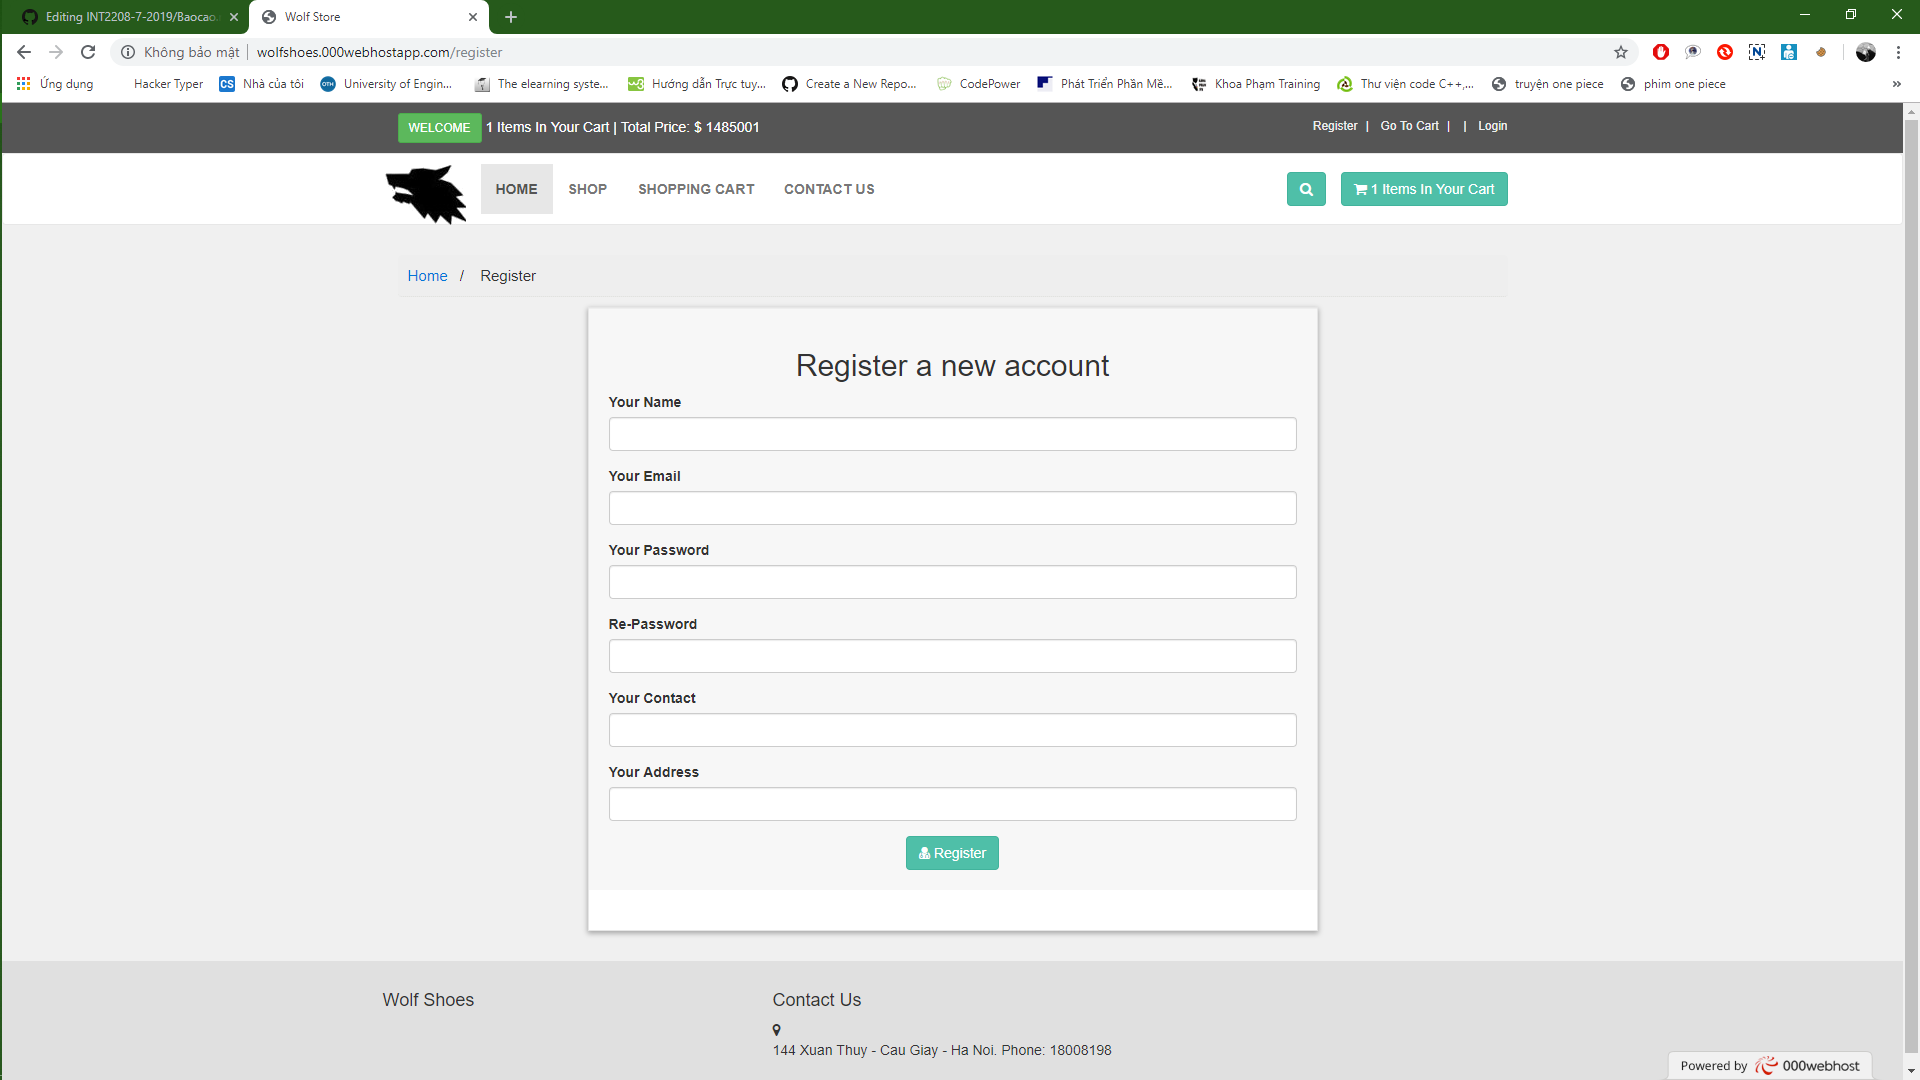 Editing INT2208-7-2019/Baocao.
Wolf Store
Không bảo mật
wolfshoes.000webhostapp.com/register
Ứng dụng
Hacker Typer
CS
Nhà của tôi
University of Engin...
The elearning syste...
Hướng dẫn Trực tuy...
Create a New Repo...
CodePower
Phát Triển Phần Mề...
Khoa Phạm Training
Thư viện code C++,...
truyện one piece
phim one piece
»
WELCOME 1 Items In Your Cart | Total Price: $ 1485001
Register | Go To Cart | | Login
HOME
SHOP
SHOPPING CART
CONTACT US
1 Items In Your Cart
Home / Register
Register a new account
Your Name
Your Email
Your Password
Re-Password
Your Contact
Your Address
Register
Wolf Shoes
Contact Us
144 Xuan Thuy - Cau Giay - Ha Noi. Phone: 18008198
Powered by 000webhost